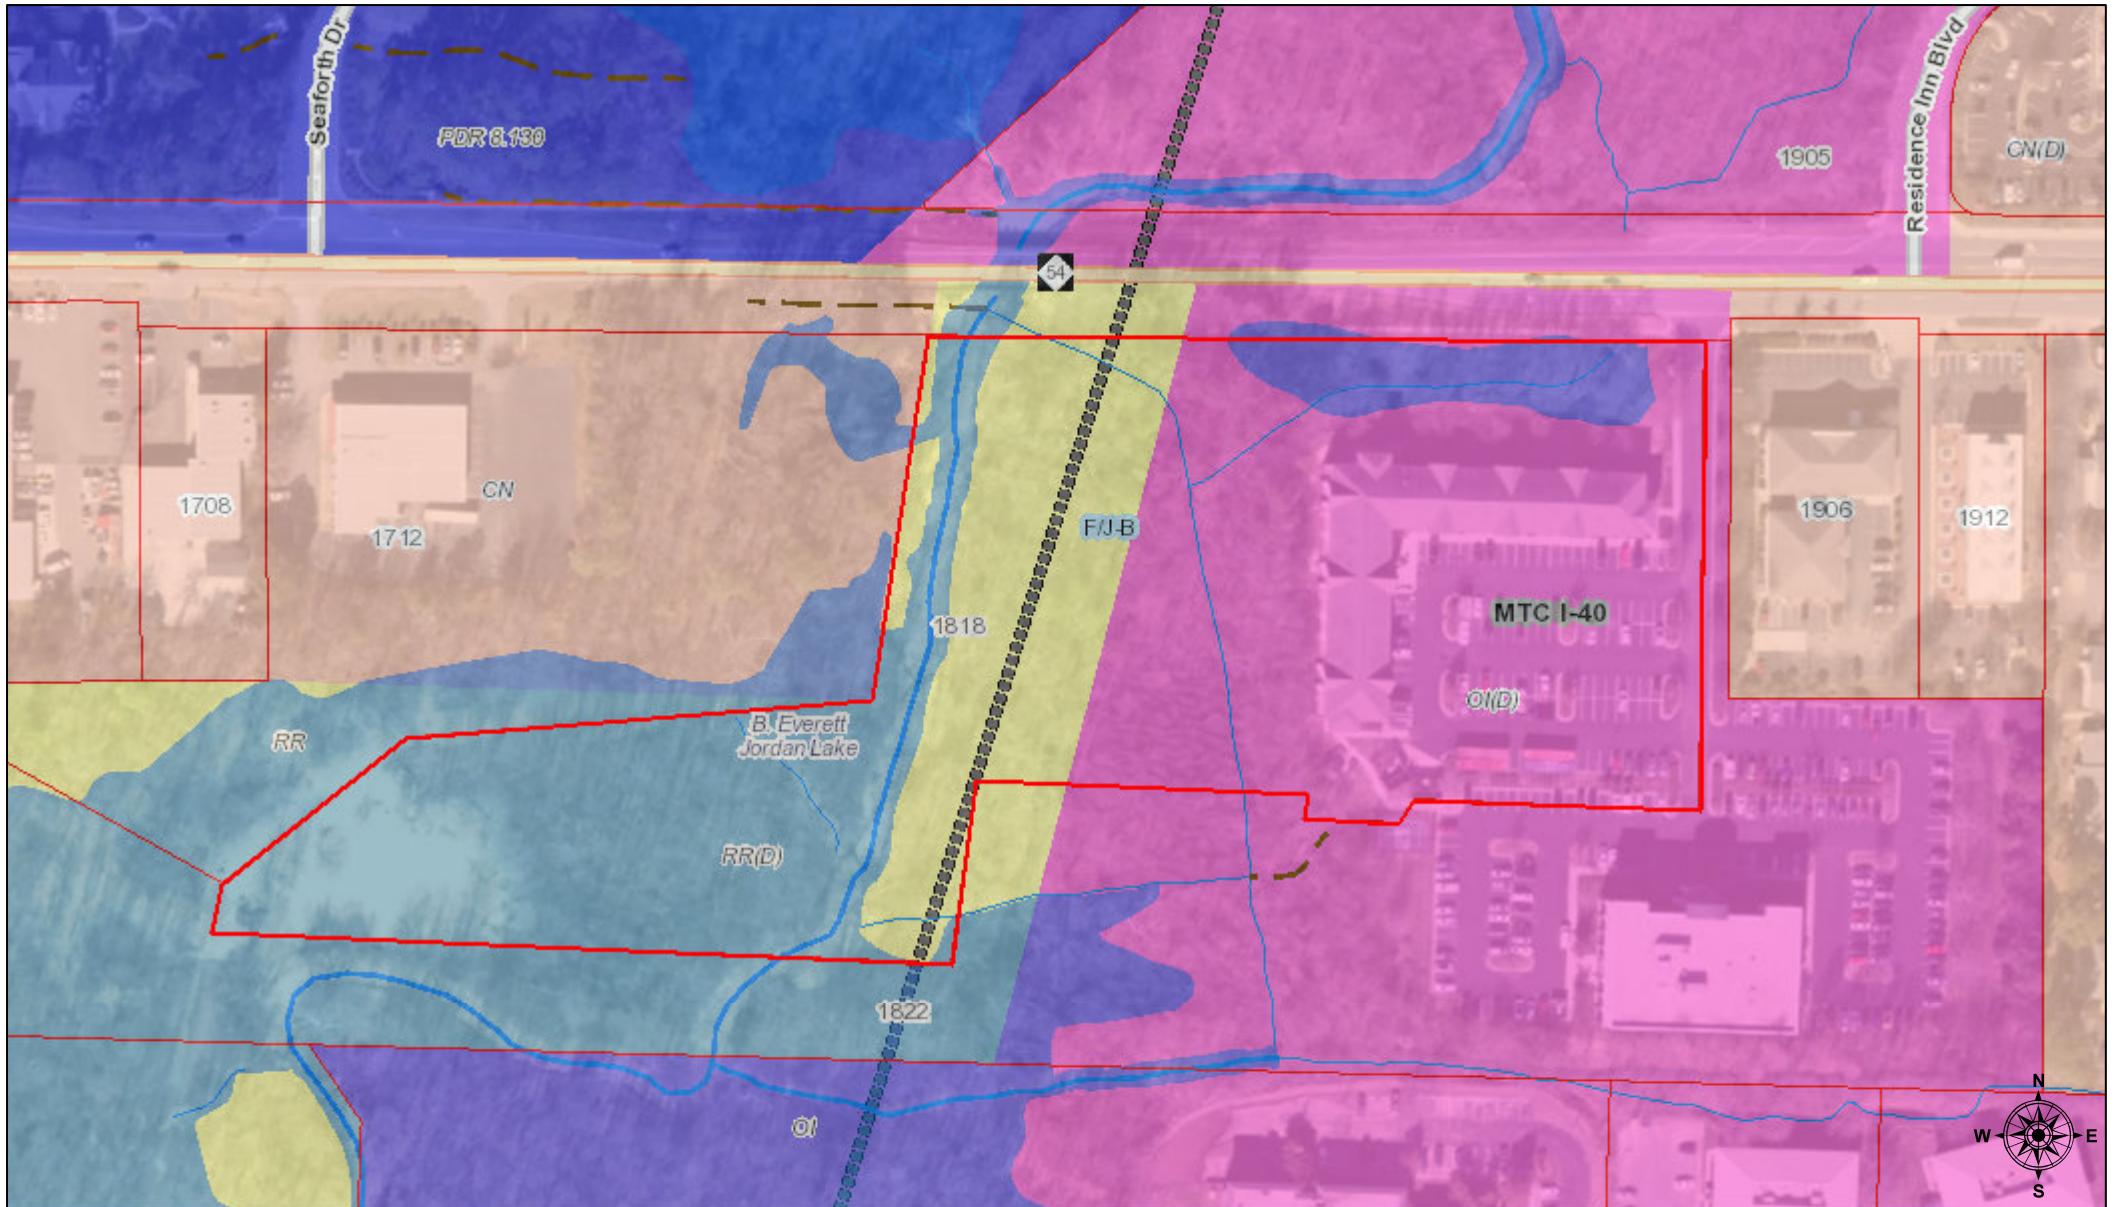 Seaforth Dr
PDR 6.130
Residence Inn Blvd
1905
CN(D)
54
1708
CN
1712
F/J-B
1906
1912
MTC I-40
1818
OI(D)
RR
B. Everett
Jordan Lake
RR(D)
1822
OI
N
W E
S